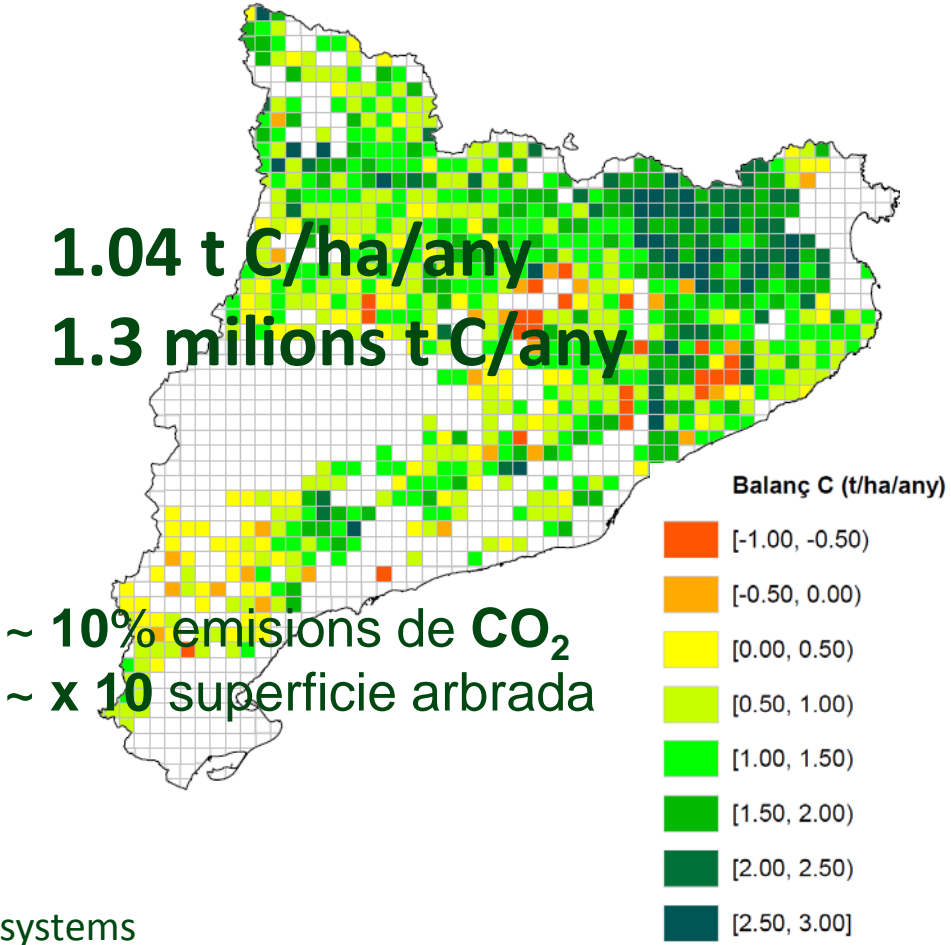 1.04 t C/ha/any
1.3 milions t C/any
Balanç C (t/ha/any)
[-1.00, -0.50)
[-0.50, 0.00)
[0.00, 0.50)
[0.50, 1.00)
[1.00, 1.50)
[1.50, 2.00)
[2.00, 2.50)
[2.50, 3.00]
~ 10% emisions de CO₂
~ x 10 superficie arbrada
systems